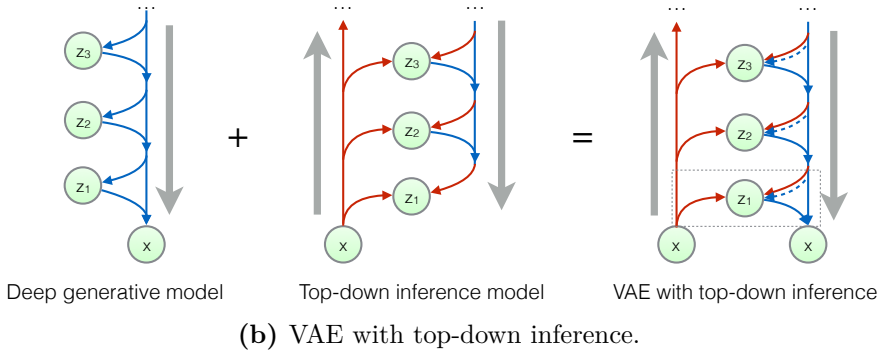 ... ... ... ... ...
z3 z3 z3
z2 + z2 = z2
z1 z1 z1
x x x x
Deep generative model Top-down inference model VAE with top-down inference
(b) VAE with top-down inference.